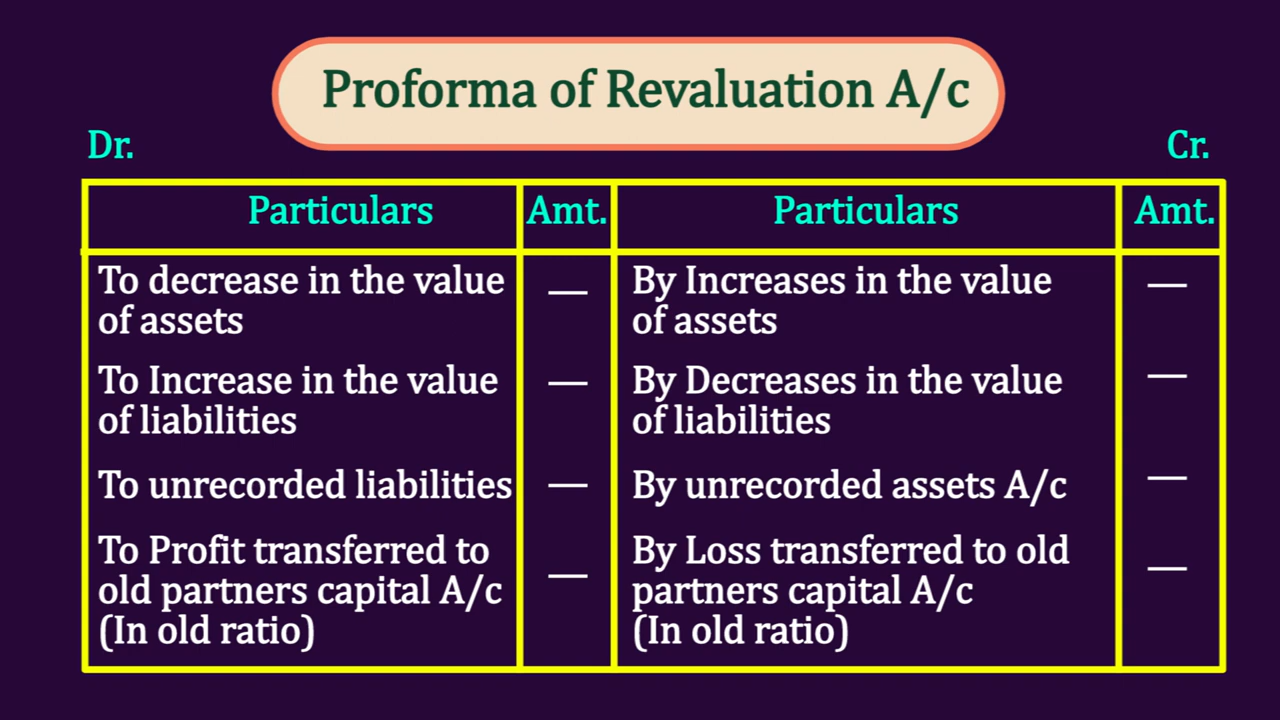 Proforma of Revaluation A/c
Dr.
Cr.
Particulars
Amt.
Particulars
Amt.
To decrease in the value
of assets
—
By Increases in the value
of assets
—
To Increase in the value
of liabilities
—
By Decreases in the value
of liabilities
—
To unrecorded liabilities
—
By unrecorded assets A/c
—
To Profit transferred to
old partners capital A/c
(In old ratio)
—
By Loss transferred to old
partners capital A/c
(In old ratio)
—